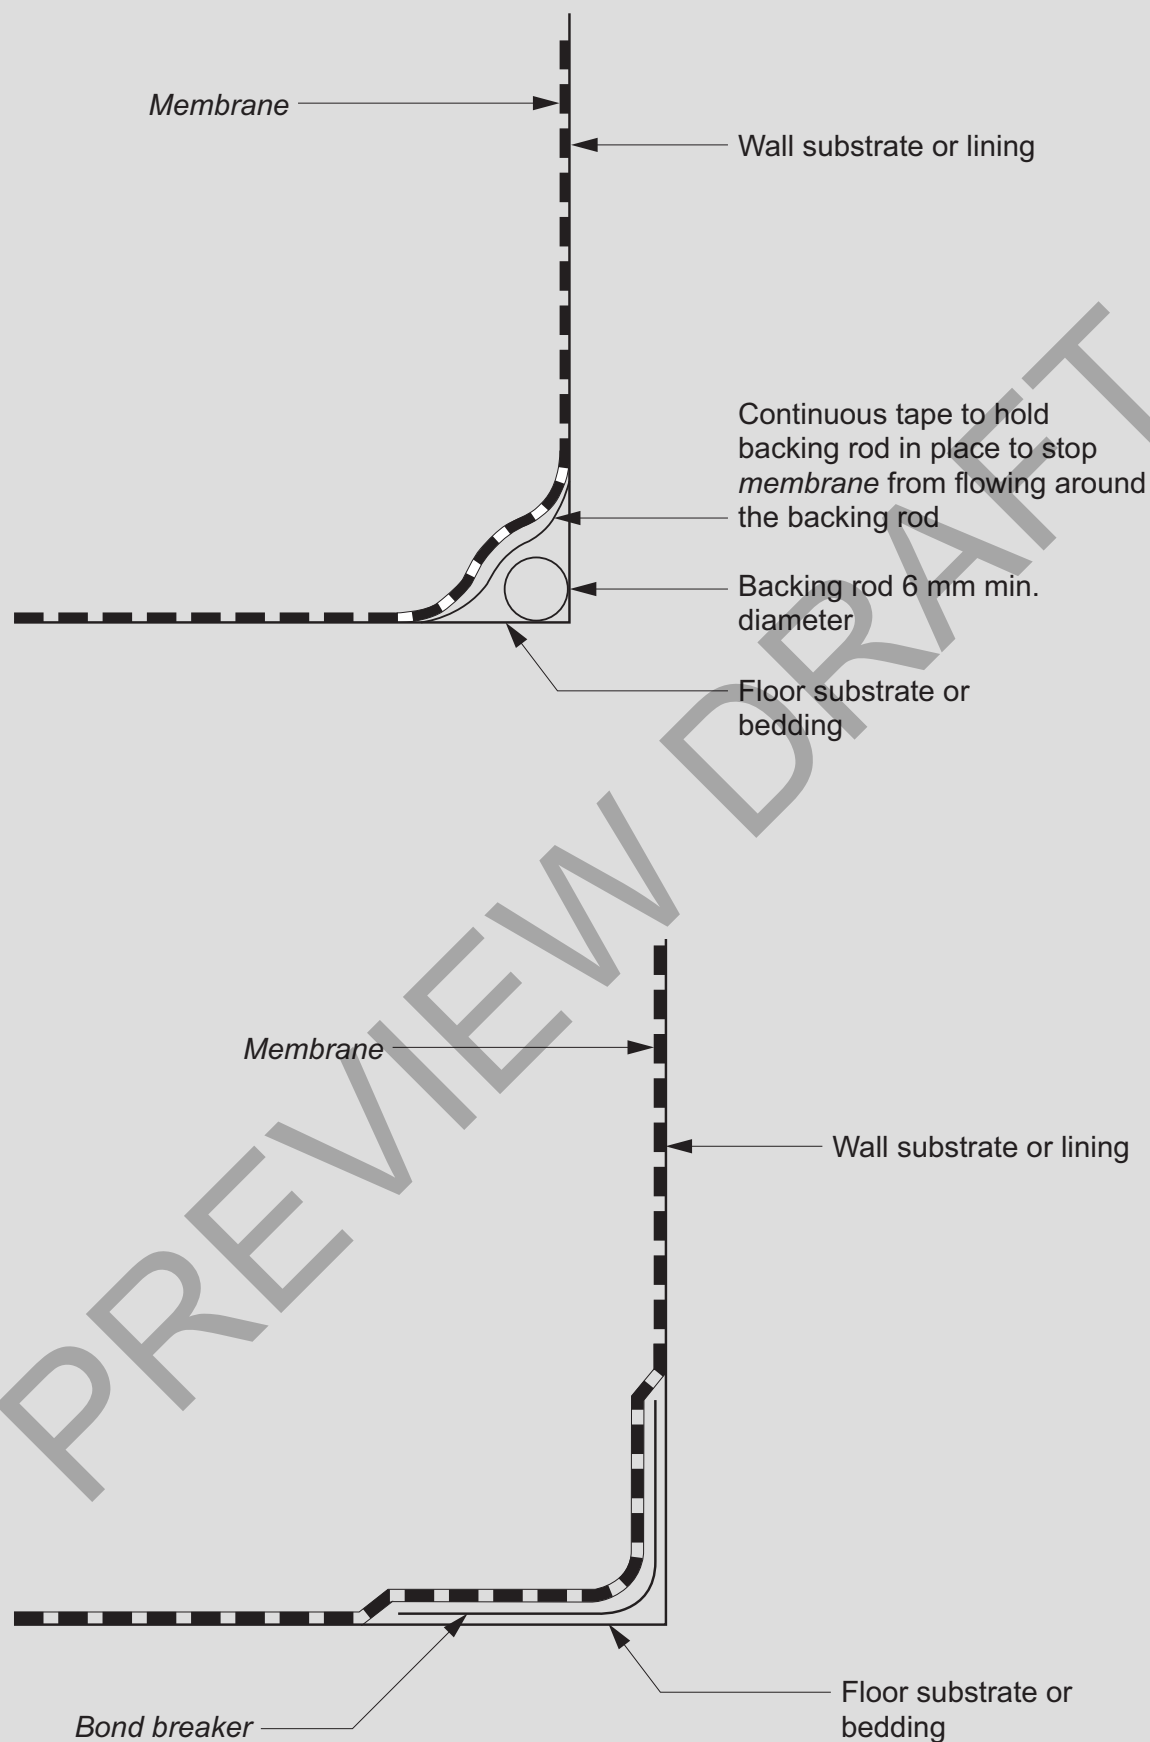 Membrane
Wall substrate or lining
Continuous tape to hold
backing rod in place to stop
membrane from flowing around
the backing rod
Backing rod 6 mm min.
diameter
Floor substrate or
bedding
PREVIEW DRAFT
Membrane
Wall substrate or lining
Floor substrate or
bedding
Bond breaker